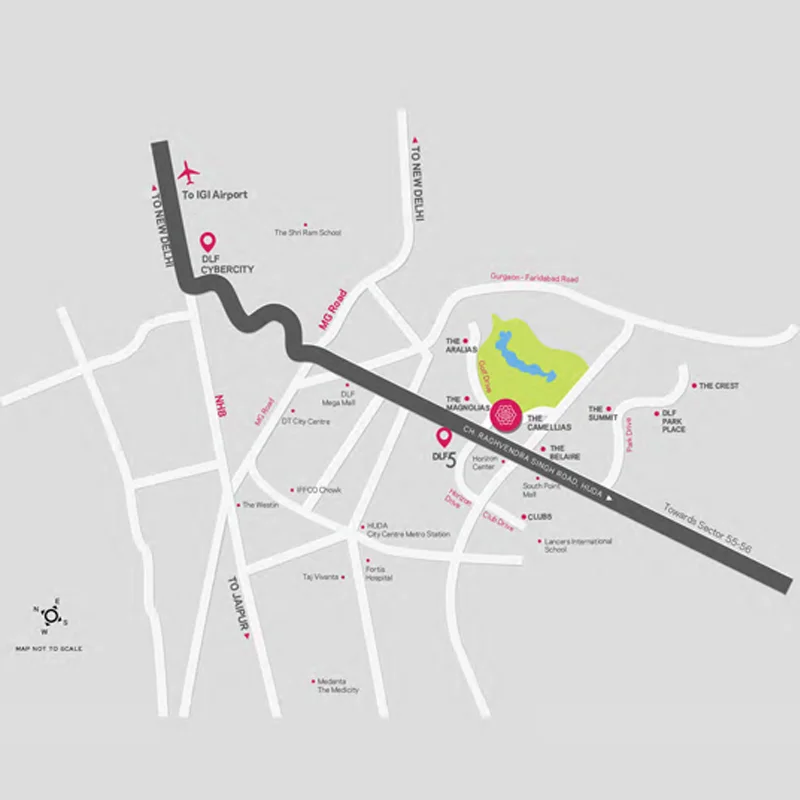 TO NEW DELHI
To IGI Airport
TO NEW DELHI
The Shri Ram School
DLF
CYBERCITY
Gurgaon - Faridabad Road
MG Road
THE
ARALIAS
Golf Drive
THE CREST
DLF
Mega Mall
NH8
MG Road
THE
MAGNOLIAS
THE
CAMELLIAS
THE
SUMMIT
DLF
PARK
PLACE
DT City Centre
Park Drive
CH. RAGHVENDRA SINGH ROAD, HUDA
DLF5
THE
BELAIRE
Horizon
Center
South Point
Mall
IFFCO Chowk
Horizon
Drive
The Westin
Club Drive
CLUB5
Towards Sector 55-56
HUDA
City Centre Metro Station
Lancers International
School
Fortis
Hospital
Taj Vivanta
TO JAIPUR
E
N
S
W
MAP NOT TO SCALE
Medanta
The Medicity